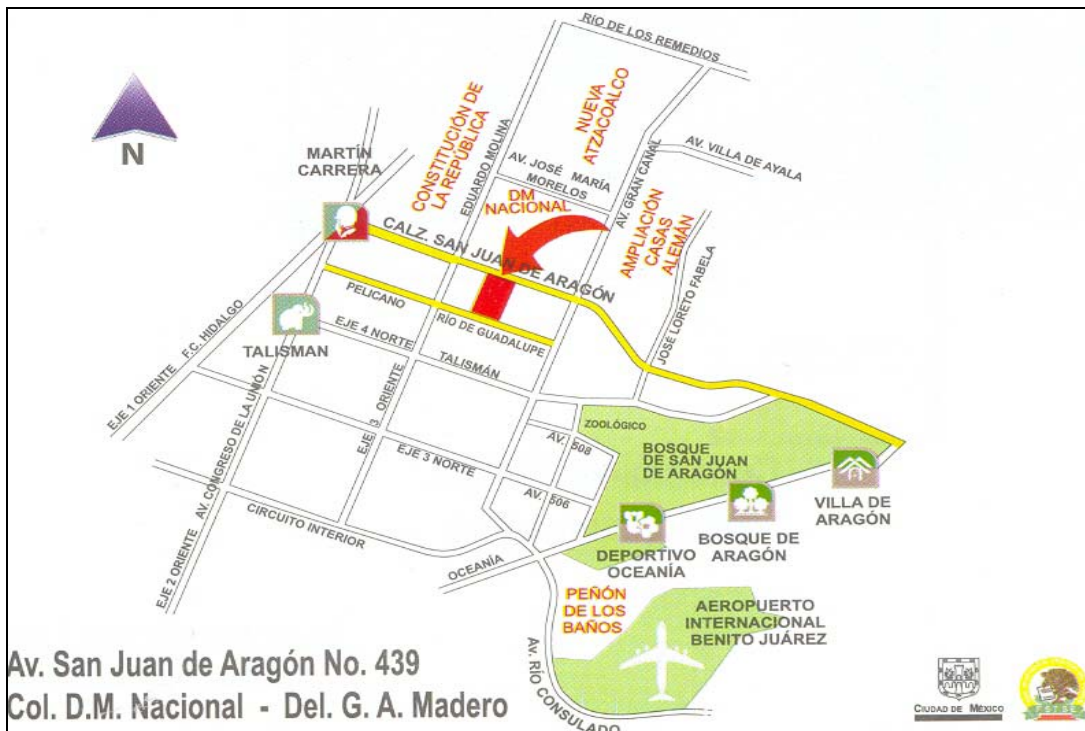 RÍO DE LOS REMEDIOS
N
MARTÍN
CARRERA
CONSTITUCIÓN DE
LA REPÚBLICA
EDUARDO MOLINA
NUEVA
ATZACOALCO
AV. JOSÉ MARÍA
MORELOS
AV. GRAN CANAL
AV. VILLA DE AYALA
DM
NACIONAL
AMPLIACIÓN
CASAS
ALEMÁN
CALZ. SAN JUAN DE ARAGÓN
JOSÉ LORETO FABELA
PELICANO
RÍO DE GUADALUPE
F.C. HIDALGO
EJE 1 ORIENTE
TALISMAN
EJE 4 NORTE
TALISMÁN
EJE 3 ORIENTE
AV. CONGRESO DE LA UNIÓN
EJE 2 ORIENTE
EJE 3 NORTE
CIRCUITO INTERIOR
ZOOLÓGICO
AV. 508
AV. 506
BOSQUE
DE SAN JUAN
DE ARAGÓN
VILLA DE
ARAGÓN
BOSQUE DE
ARAGÓN
DEPORTIVO
OCEANÍA
OCEANÍA
PEÑÓN
DE LOS
BAÑOS
AEROPUERTO
INTERNACIONAL
BENITO JUÁREZ
AV. RÍO CONSULADO
Av. San Juan de Aragón No. 439
Col. D.M. Nacional - Del. G. A. Madero
CIUDAD DE MÉXICO